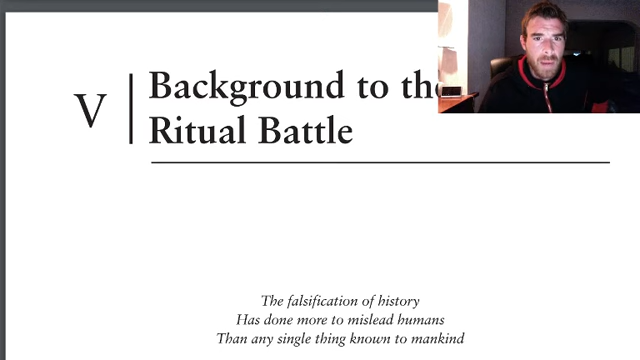 V
Background to the
Ritual Battle
The falsification of history
Has done more to mislead humans
Than any single thing known to mankind